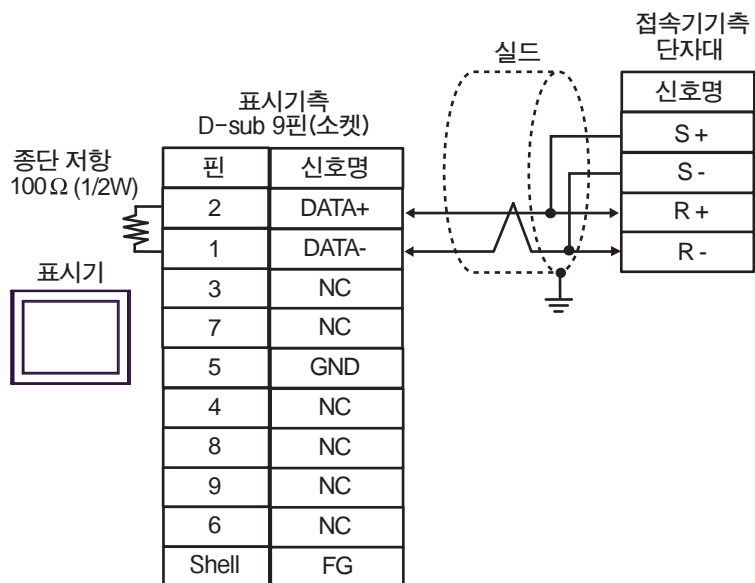 접속기기측
단자대
실드
신호명
S+
S-
R+
R-
표시기측
D-sub 9핀(소켓)
종단 저항
100Ω (1/2W)
표시기
핀 신호명
2 DATA+
1 DATA-
3 NC
7 NC
5 GND
4 NC
8 NC
9 NC
6 NC
Shell FG